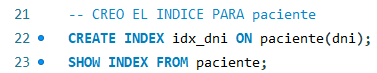 21 -- CREO EL INDICE PARA paciente
22 CREATE INDEX idx_dni ON paciente(dni);
23 SHOW INDEX FROM paciente;